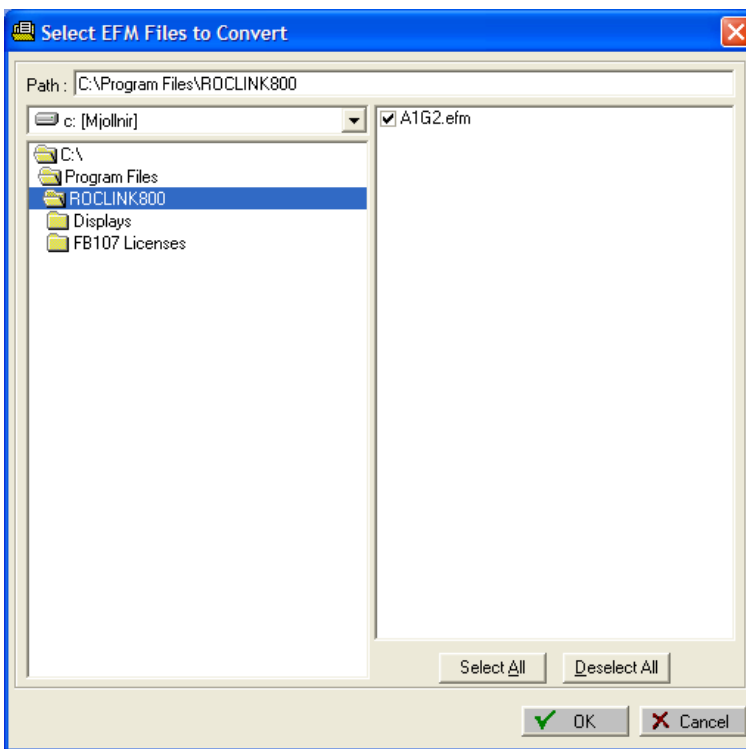 Select EFM Files to Convert
Path : C:\Program Files\ROCLINK800
c: [Mjollnir]
C:\
Program Files
ROCLINK800
Displays
FB107 Licenses
A1G2.efm
Select All
Deselect All
OK
Cancel